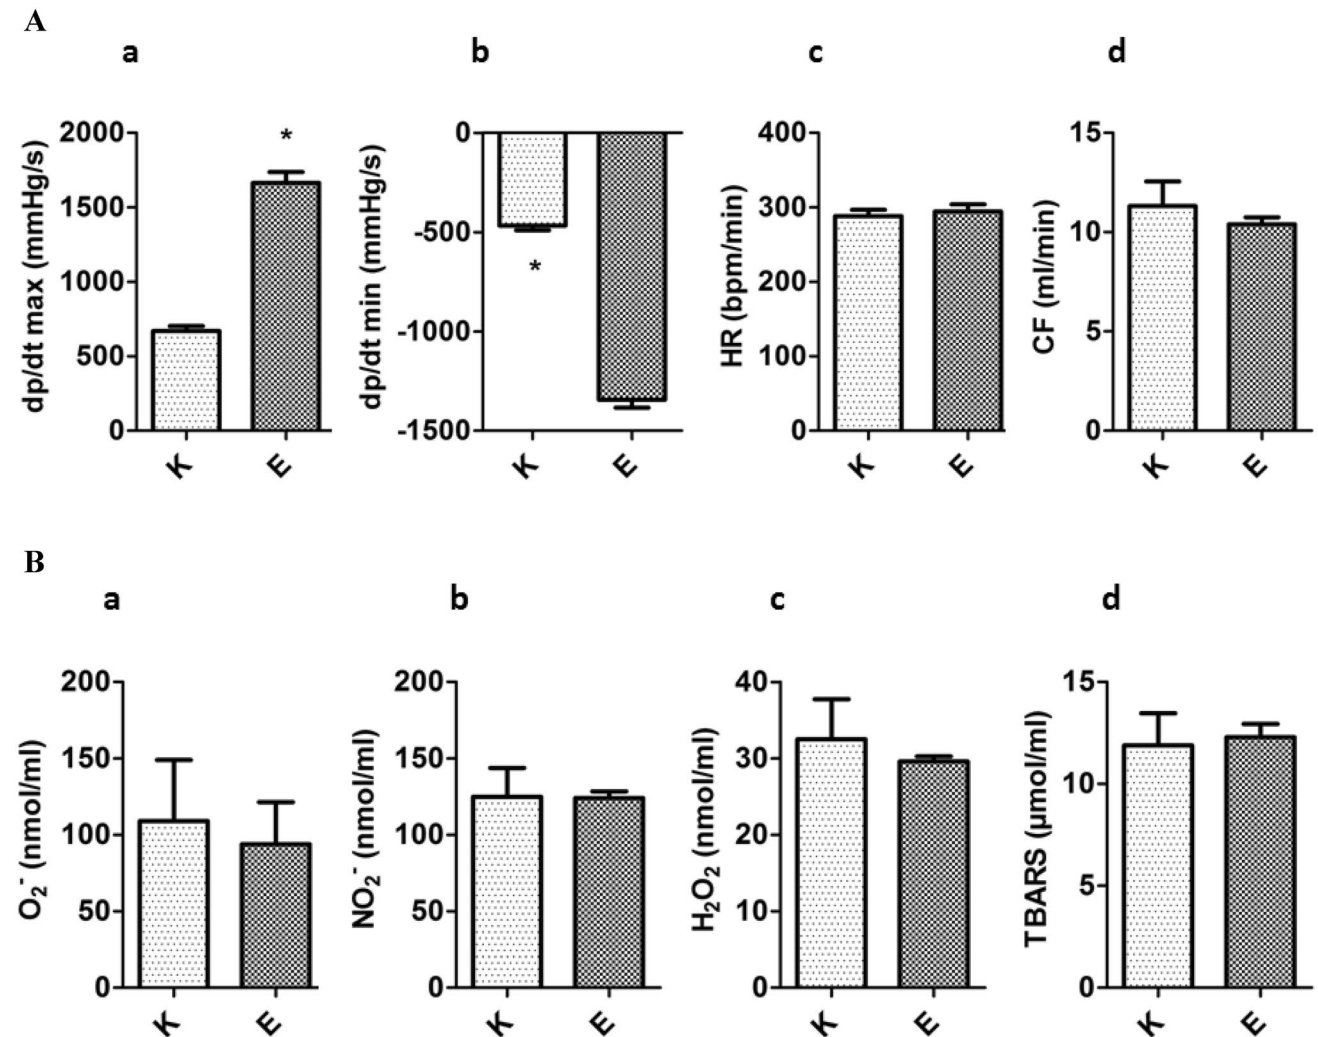 A
a
b
c
d
dp/dt max (mmHg/s)
2000
1500
1000
500
0
*
K
E
dp/dt min (mmHg/s)
0
-500
-1000
-1500
*
K
E
HR (bpm/min)
400
300
200
100
0
K
E
CF (ml/min)
15
10
5
0
K
E
B
a
b
c
d
O₂⁻ (nmol/ml)
200
150
100
50
0
K
E
NO₂⁻ (nmol/ml)
200
150
100
50
0
K
E
H₂O₂ (nmol/ml)
40
30
20
10
0
K
E
TBARS (µmol/ml)
15
10
5
0
K
E